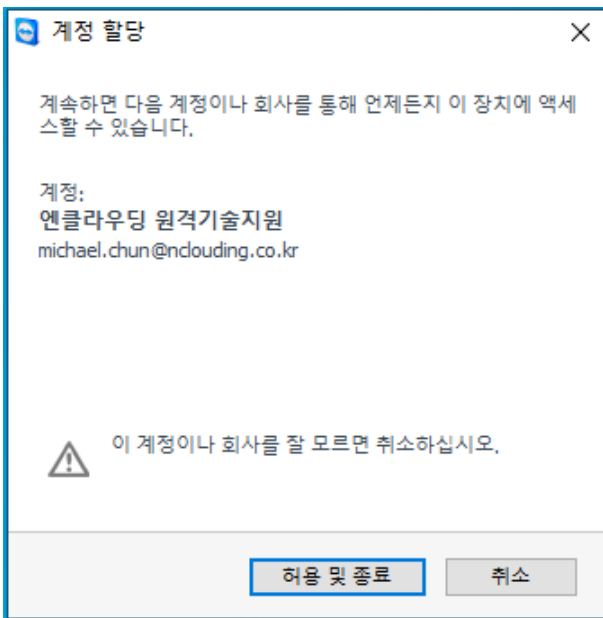 계정 할당
계속하면 다음 계정이나 회사를 통해 언제든지 이 장치에 액세
스할 수 있습니다.
계정:
엔클라우딩 원격기술지원
michael.chun@nclouding.co.kr
이 계정이나 회사를 잘 모르면 취소하십시오.
허용 및 종료
취소